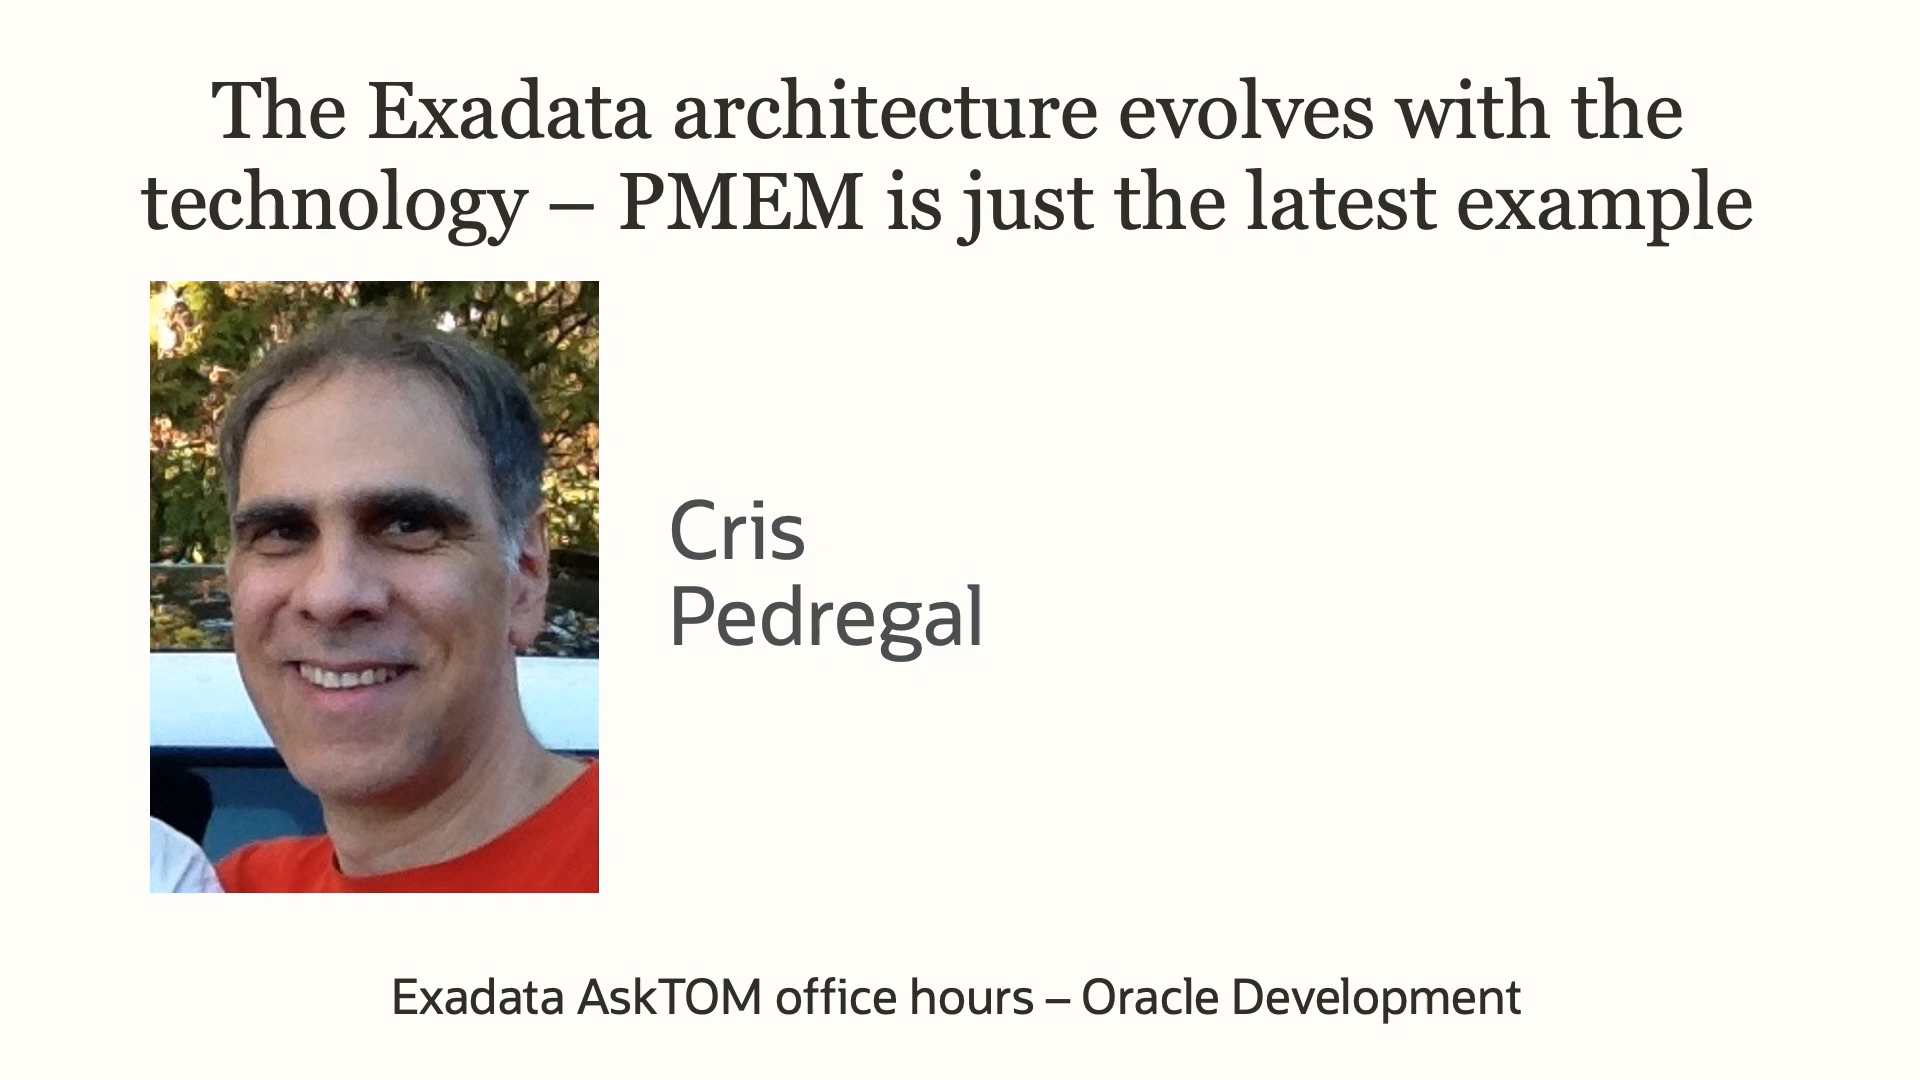 The Exadata architecture evolves with the
technology – PMEM is just the latest example
Cris
Pedregal
Exadata AskTOM office hours – Oracle Development